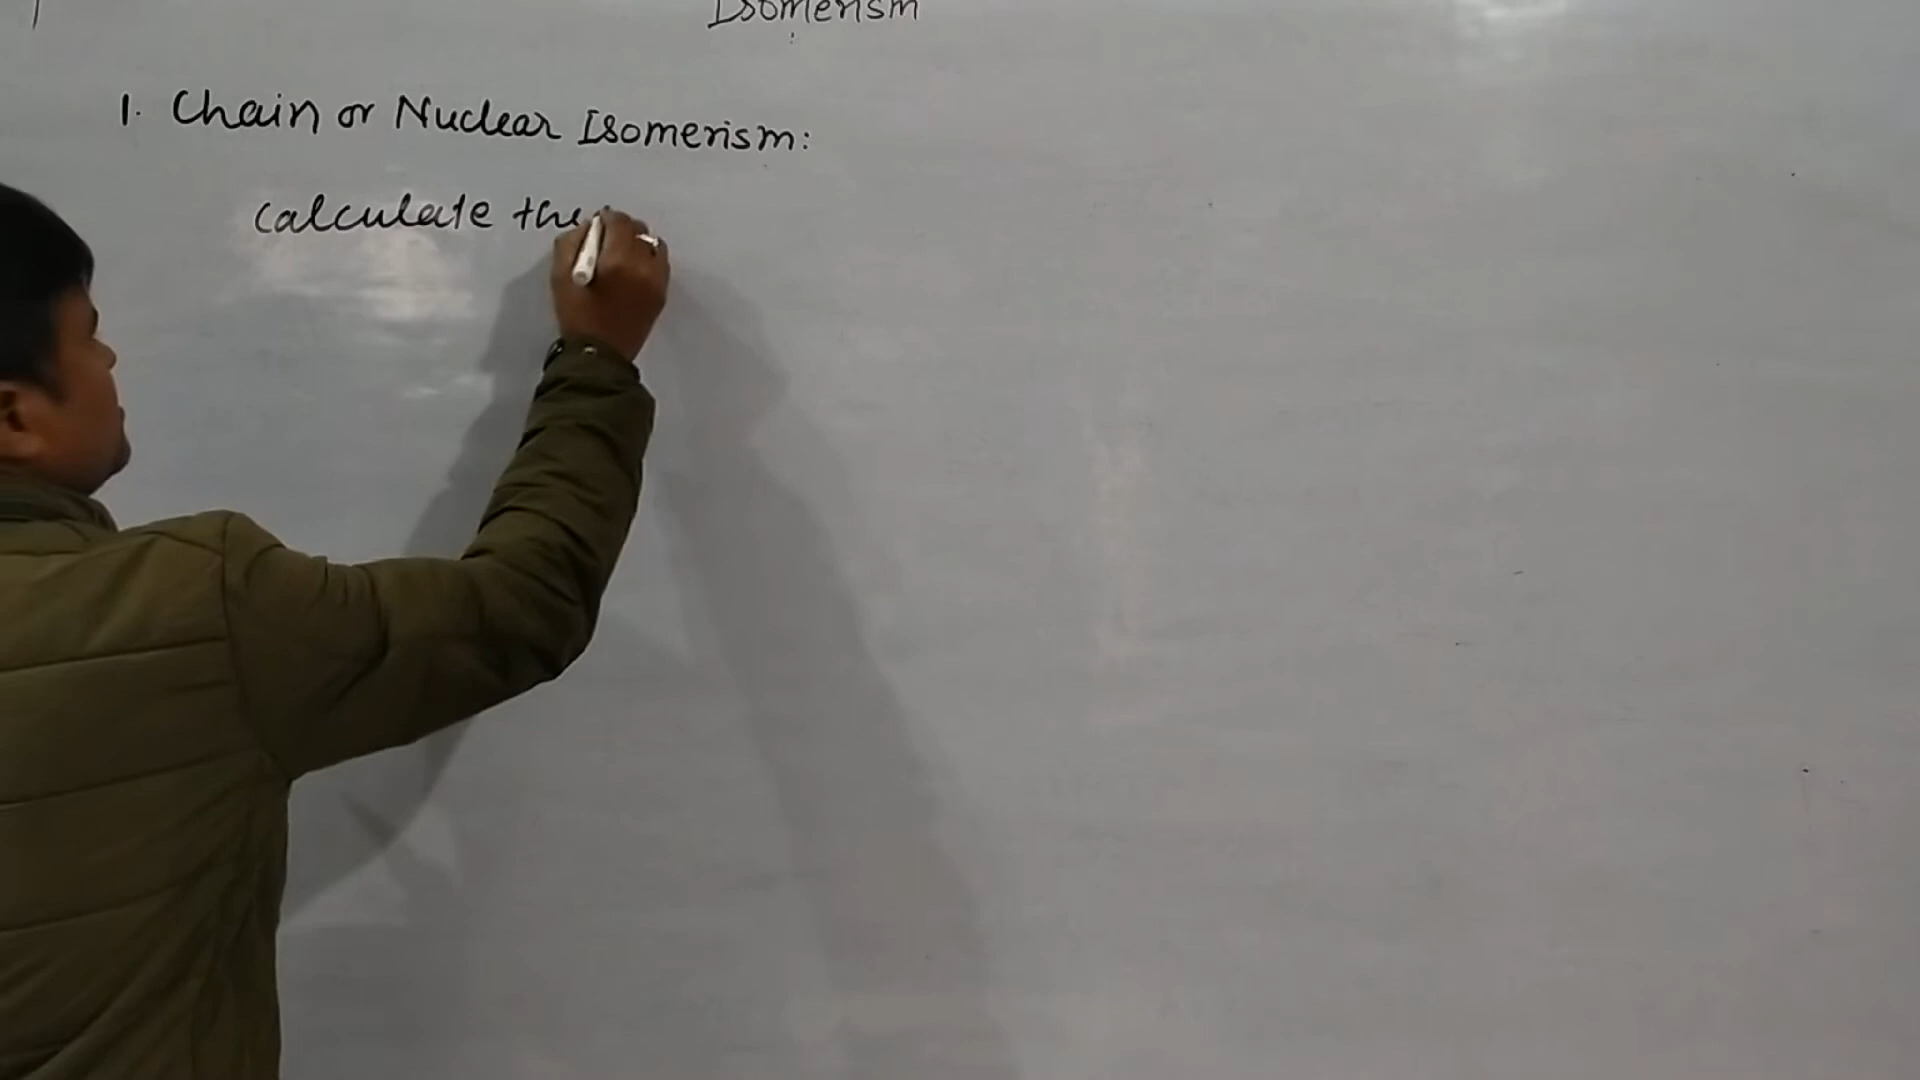 Isomerism
1. Chain or Nuclear Isomerism:
Calculate the